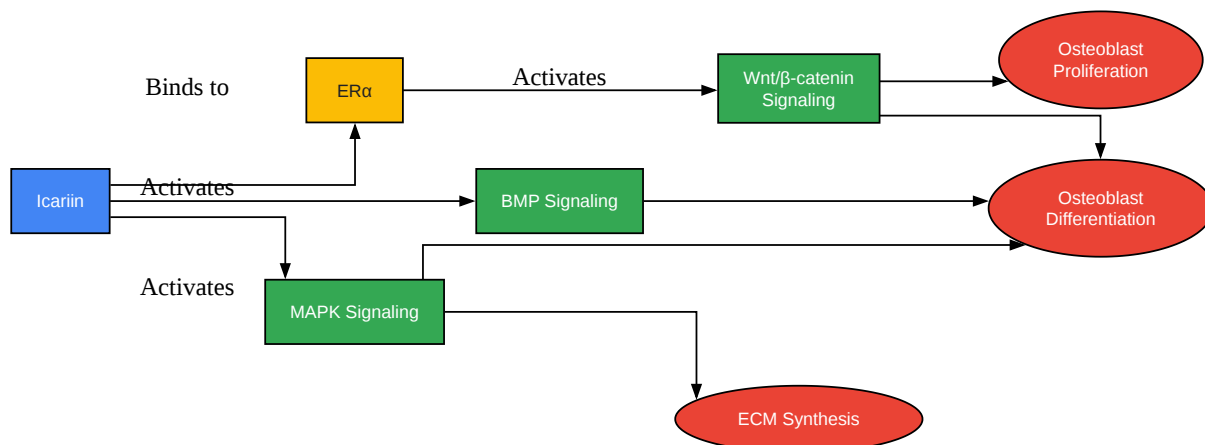 Osteoblast
Proliferation
Wnt/β-catenin
Signaling
Activates
ERα
Binds to
Icariin
Activates
BMP Signaling
Osteoblast
Differentiation
Activates
MAPK Signaling
ECM Synthesis